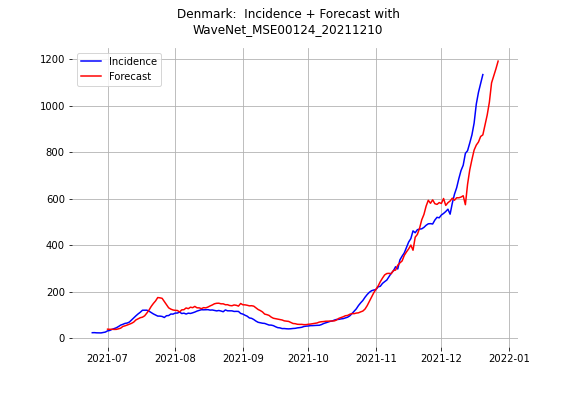 Denmark:  Incidence + Forecast with
WaveNet_MSE00124_20211210
Incidence
Forecast
1200
1000
800
600
400
200
0
2021-07 2021-08 2021-09 2021-10 2021-11 2021-12 2022-01